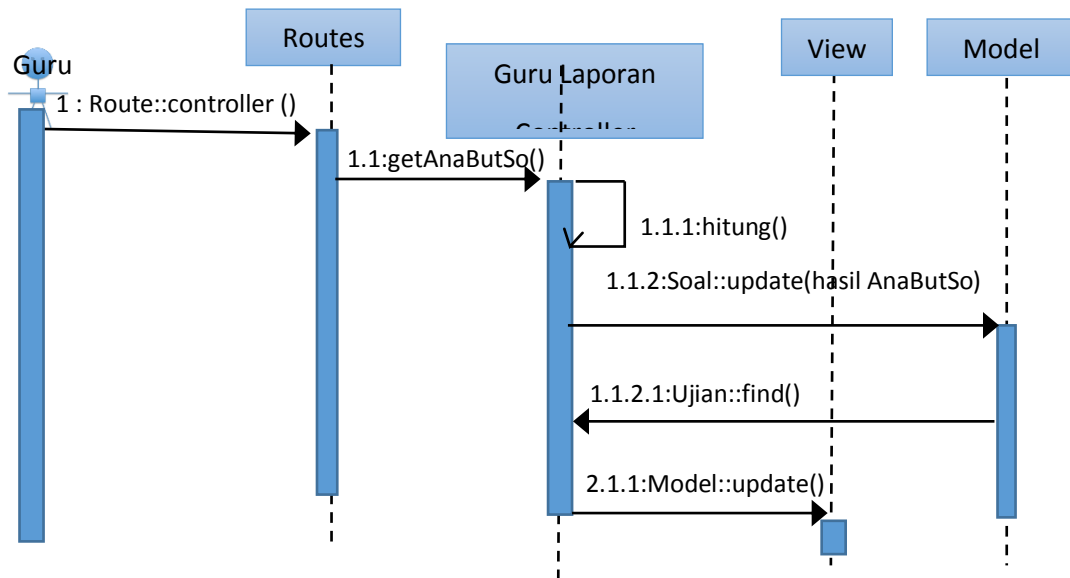 Routes
View
Model
Guru
Guru Laporan
Controller
1 : Route::controller ()
1.1:getAnaButSo()
1.1.1:hitung()
1.1.2:Soal::update(hasil AnaButSo)
1.1.2.1:Ujian::find()
2.1.1:Model::update()